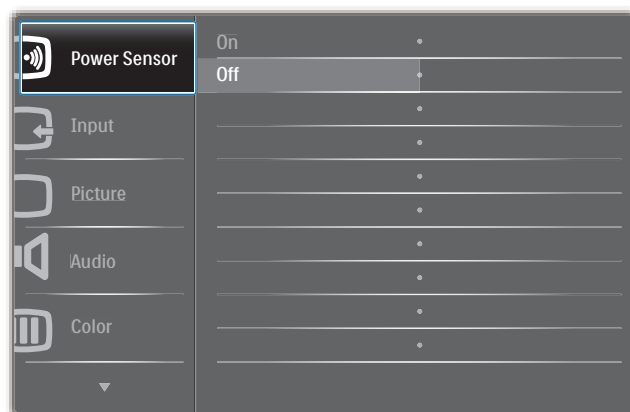 Power Sensor
On
Off
Input
Picture
Audio
Color